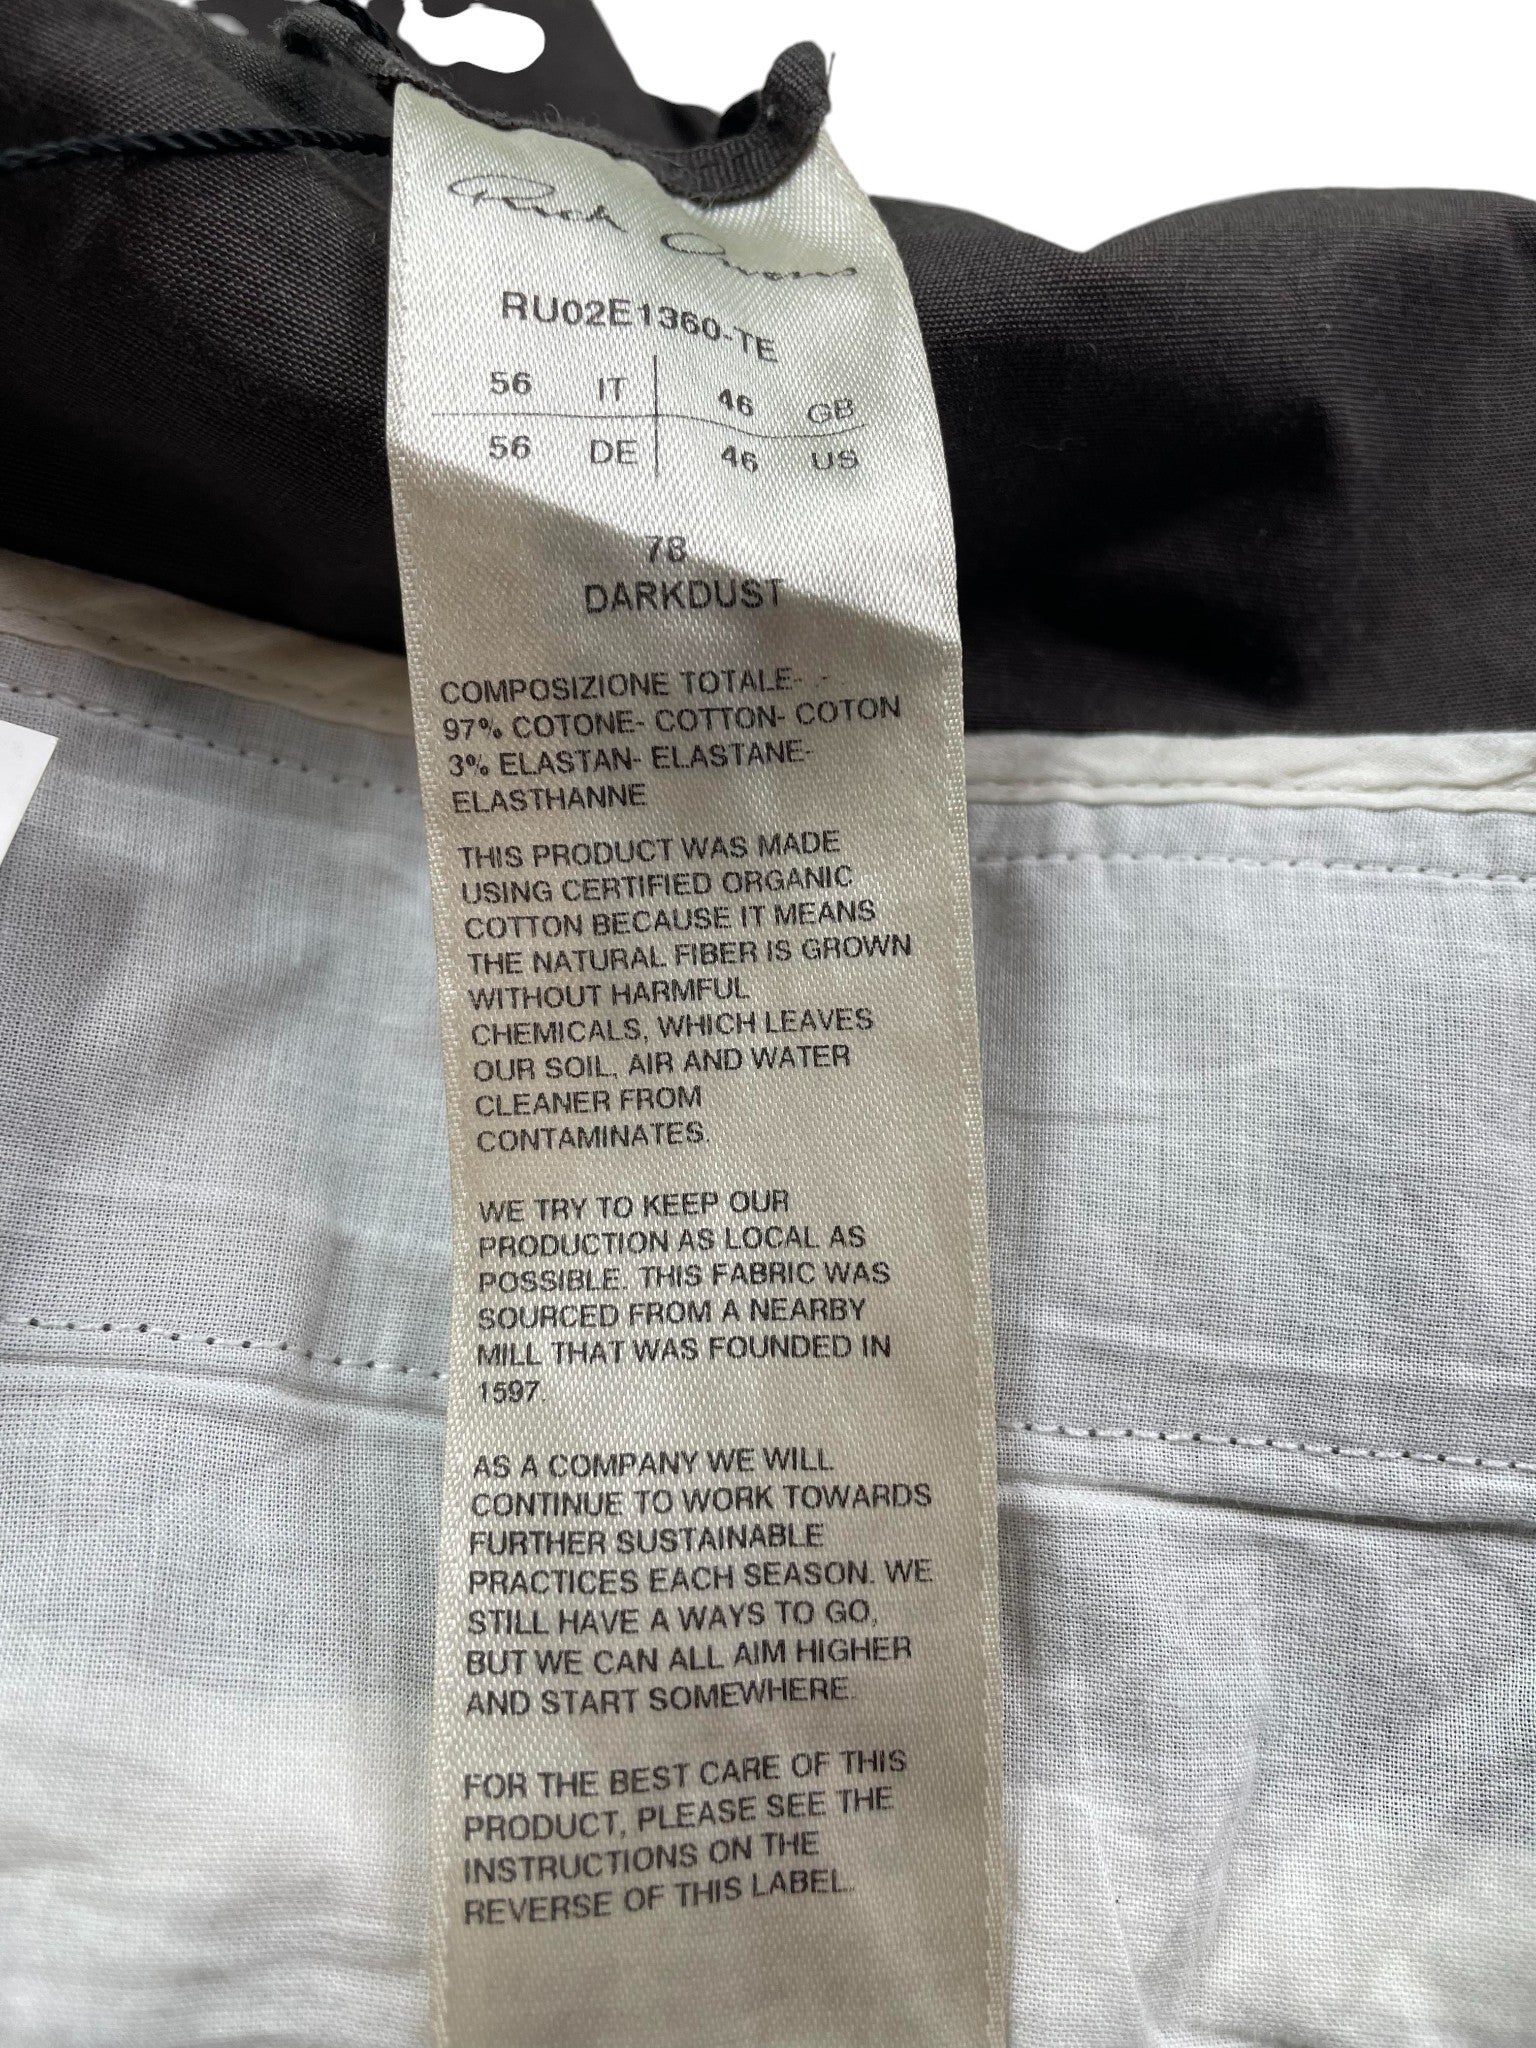 Rick Owens
RU02E1360-TE
56 IT 46 GB
56 DE 46 US
78
DARKDUST
COMPOSIZIONE TOTALE- -
97% COTONE- COTTON- COTON
3% ELASTAN- ELASTANE-
ELASTHANNE
THIS PRODUCT WAS MADE
USING CERTIFIED ORGANIC
COTTON BECAUSE IT MEANS
THE NATURAL FIBER IS GROWN
WITHOUT HARMFUL
CHEMICALS, WHICH LEAVES
OUR SOIL, AIR AND WATER
CLEANER FROM
CONTAMINATES.
WE TRY TO KEEP OUR
PRODUCTION AS LOCAL AS
POSSIBLE. THIS FABRIC WAS
SOURCED FROM A NEARBY
MILL THAT WAS FOUNDED IN
1597.
AS A COMPANY WE WILL
CONTINUE TO WORK TOWARDS
FURTHER SUSTAINABLE
PRACTICES EACH SEASON. WE
STILL HAVE A WAYS TO GO,
BUT WE CAN ALL AIM HIGHER
AND START SOMEWHERE.
FOR THE BEST CARE OF THIS
PRODUCT, PLEASE SEE THE
INSTRUCTIONS ON THE
REVERSE OF THIS LABEL.